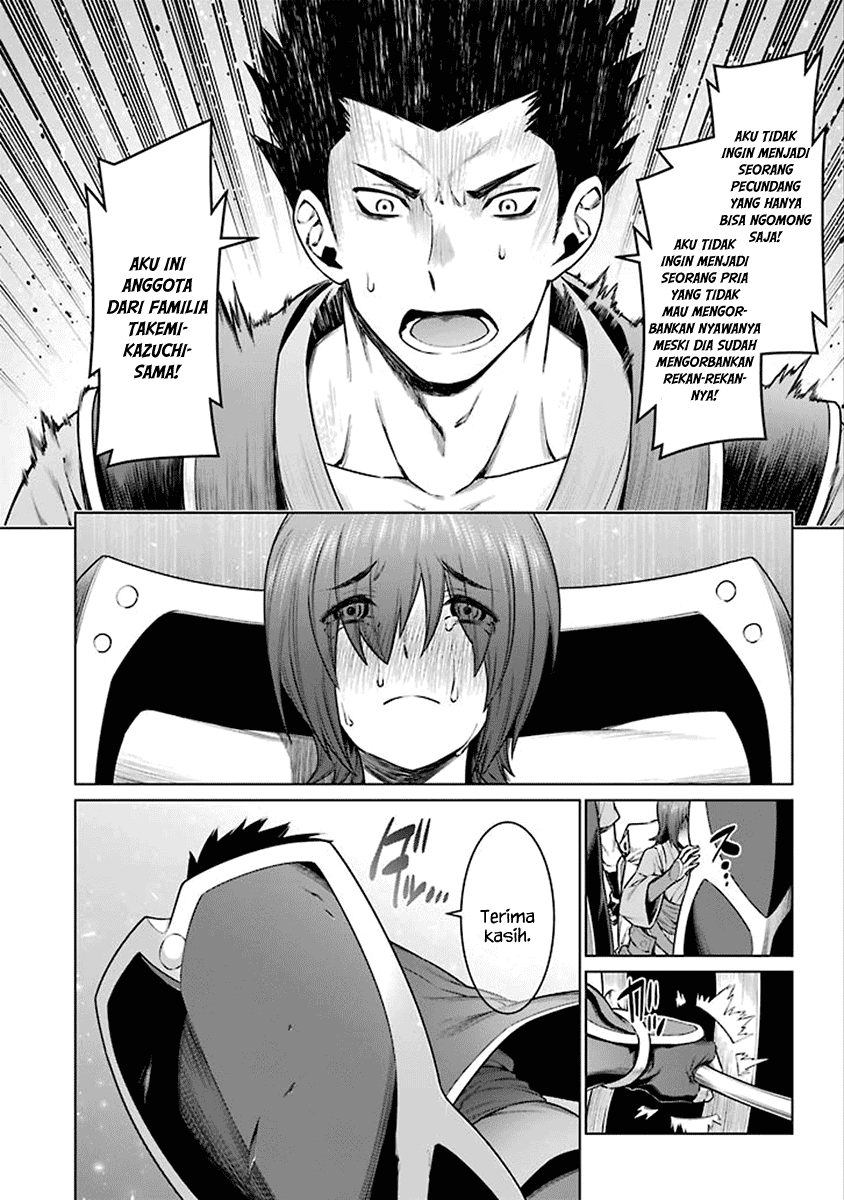 AKU TIDAK
INGIN MENJADI
SEORANG
PECUNDANG
YANG HANYA
BISA NGOMONG
SAJA!
AKU TIDAK
INGIN MENJADI
SEORANG PRIA
YANG TIDAK
MAU MENGOR-
BANKAN NYAWANYA
MESKI DIA SUDAH
MENGORBANKAN
REKAN-REKAN-
NYA!
AKU INI
ANGGOTA
DARI FAMILIA
TAKEMI-
KAZUCHI-
SAMA!
Terima
kasih.